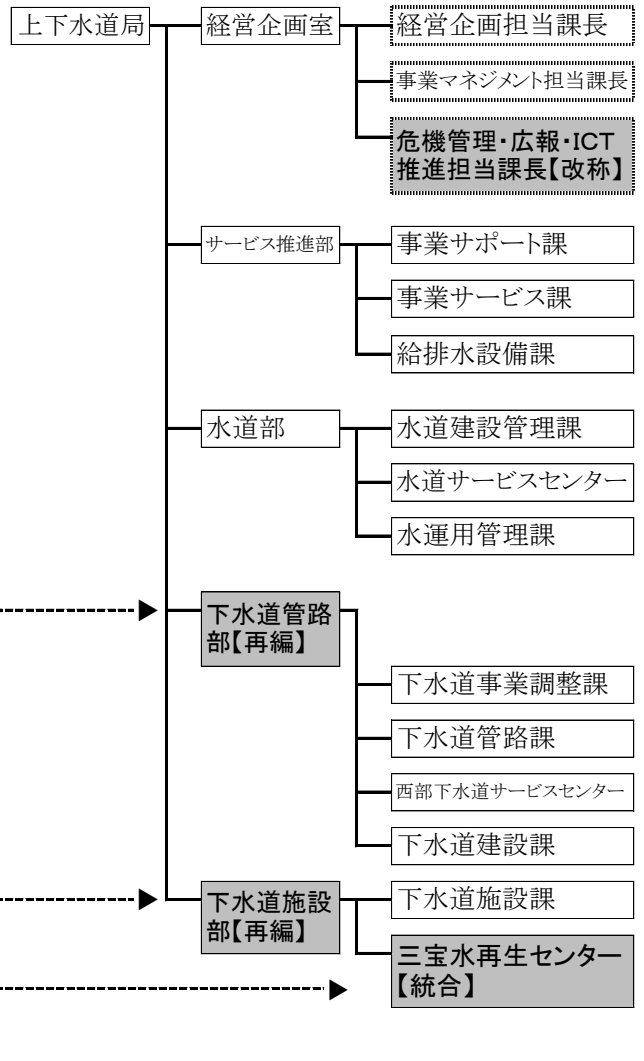 上下水道局
経営企画室
経営企画担当課長
事業マネジメント担当課長
危機管理・広報・ICT
推進担当課長【改称】
サービス推進部
事業サポート課
事業サービス課
給排水設備課
水道部
水道建設管理課
水道サービスセンター
水運用管理課
下水道管路
部【再編】
下水道事業調整課
下水道管路課
西部下水道サービスセンター
下水道建設課
下水道施設
部【再編】
下水道施設課
三宝水再生センター
【統合】